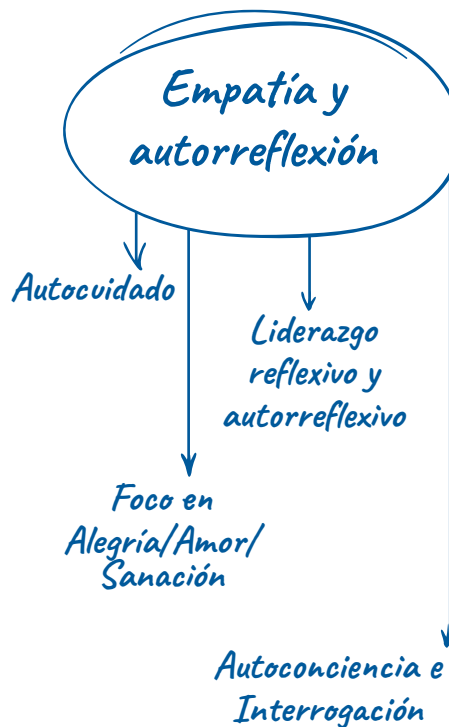 Empatía y
autorreflexión
Autocuidado
Liderazgo
reflexivo y
autorreflexivo
Foco en
Alegría/Amor/
Sanación
Autoconciencia e
Interrogación